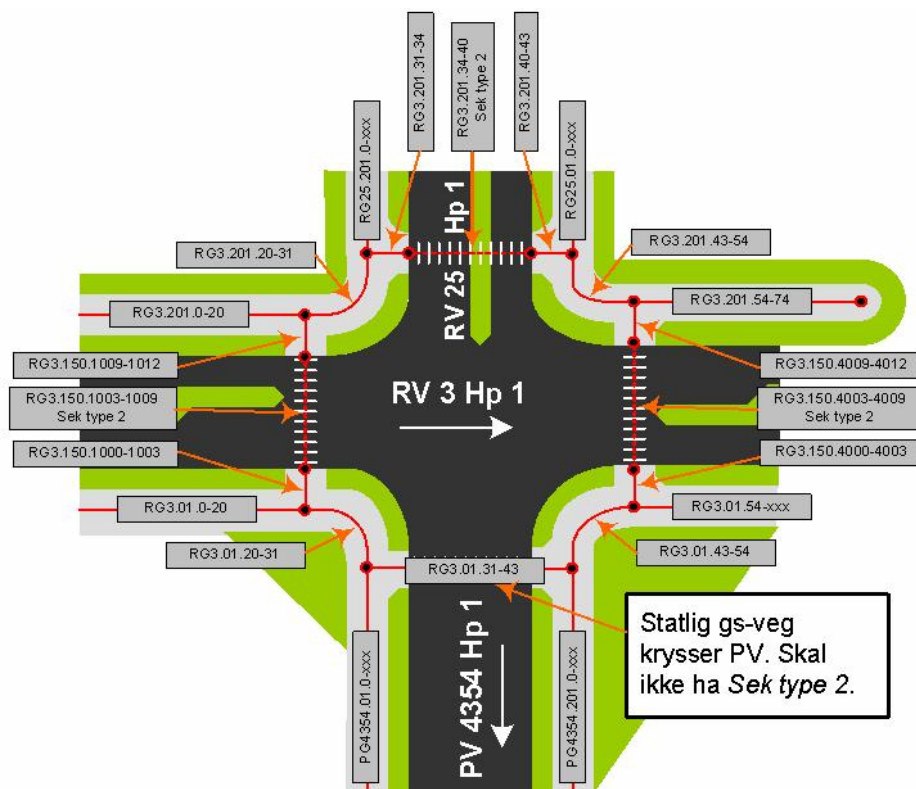 RG3.201.31-34
RG3.201.34-40
Sek type 2
RG3.201.40-43
RG25.201.0-xxx
RG25.01.0-xxx
RV 25 Hp 1
RG3.201.20-31
RG3.201.43-54
RG3.201.0-20
RG3.201.54-74
RG3.150.1009-1012
RG3.150.4009-4012
RG3.150.1003-1009
Sek type 2
RV 3 Hp 1
RG3.150.4003-4009
Sek type 2
RG3.150.1000-1003
RG3.150.4000-4003
RG3.01.0-20
RG3.01.54-xxx
RG3.01.20-31
RG3.01.43-54
RG3.01.31-43
Statlig gs-veg
krysser PV. Skal
ikke ha Sek type 2.
PG4354.01.0-xxx
PV 4354 Hp 1
PG4354.201.0-xxx